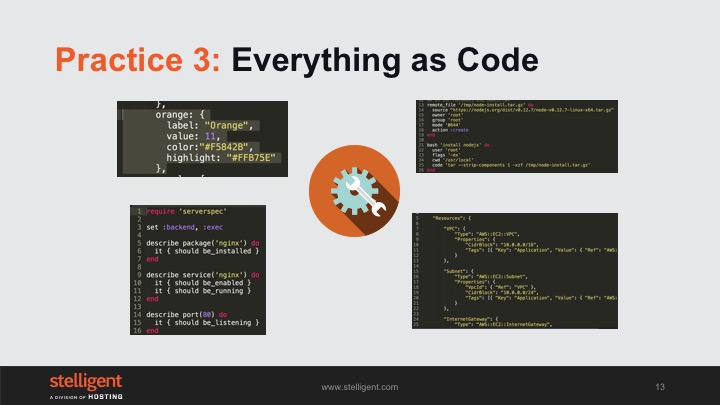 Practice 3: Everything as Code
},
orange: {
label: "Orange",
value: 11,
color:"#F5842B",
highlight: "#FFB75E"
},
13 remote_file '/tmp/node-install.tar.gz' do
14 source "https://nodejs.org/dist/v0.12.7/node-v0.12.7-linux-x64.tar.gz"
15 owner 'root'
16 group 'root'
17 mode '0644'
18 action :create
19 end
20
21 bash 'install nodejs' do
22 user 'root'
23 flags '-ex'
24 cwd '/usr/local'
25 code 'tar --strip-components 1 -xzf /tmp/node-install.tar.gz'
26 end
1 require 'serverspec'
2
3 set :backend, :exec
4
5 describe package('nginx') do
6 it { should be_installed }
7 end
8
9 describe service('nginx') do
10 it { should be_enabled }
11 it { should be_running }
12 end
13
14 describe port(80) do
15 it { should be_listening }
16 end
"Resources": {
"VPC": {
"Type": "AWS::EC2::VPC",
"Properties": {
"CidrBlock": "10.0.0.0/16",
"Tags": [{ "Key": "Application", "Value": { "Ref": "AWS:
}
},
"Subnet": {
"Type": "AWS::EC2::Subnet",
"Properties": {
"VpcId": { "Ref": "VPC" },
"CidrBlock": "10.0.0.0/24",
"Tags": [{ "Key": "Application", "Value": { "Ref": "AWS:
}
},
"InternetGateway": {
"Type": "AWS::EC2::InternetGateway",
stelligent
A DIVISION OF HOSTING
www.stelligent.com
13